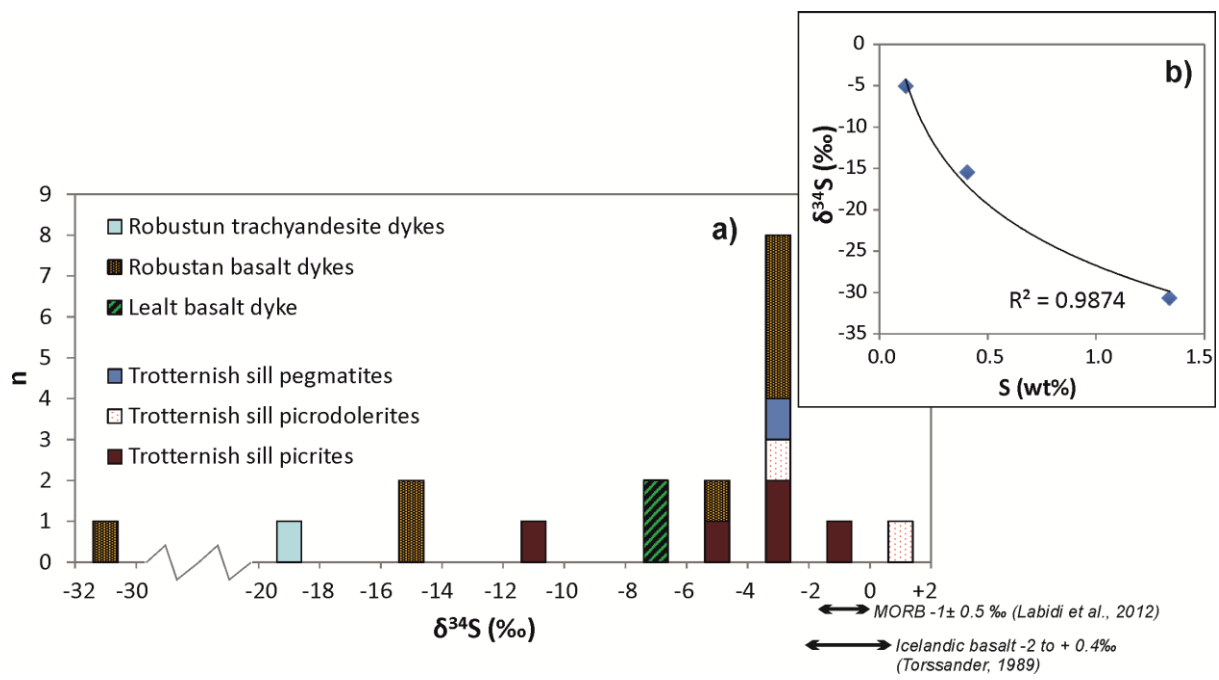 9
8
7
6
5
4
3
2
1
0
n
a)
Robustun trachyandesite dykes
Robustan basalt dykes
Lealt basalt dyke
Trotternish sill pegmatites
Trotternish sill picrodolerites
Trotternish sill picrites
-32 -30 -20 -18 -16 -14 -12 -10 -8 -6 -4 -2 0 +2
δ³⁴S (‰)
MORB -1± 0.5 ‰ (Labidi et al., 2012)
Icelandic basalt -2 to + 0.4‰
(Torssander, 1989)
b)
0
-5
-10
-15
-20
-25
-30
-35
δ³⁴S (‰)
R² = 0.9874
0.0 0.5 1.0 1.5
S (wt%)